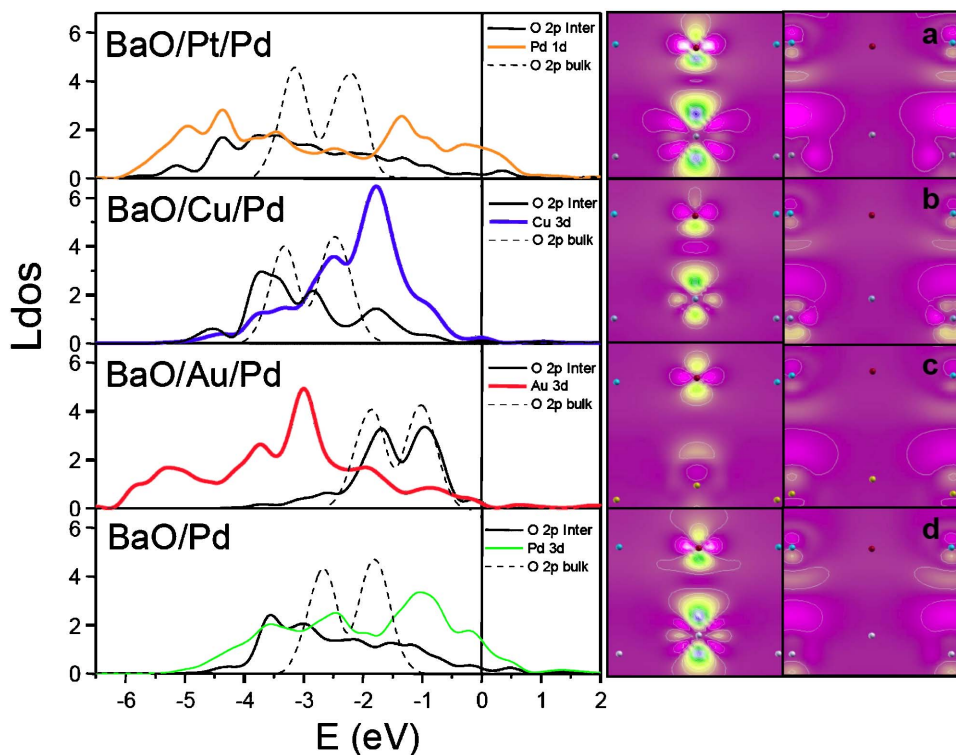 BaO/Pt/Pd
O 2p Inter
Pd 1d
O 2p bulk
6
4
2
0
a
BaO/Cu/Pd
O 2p Inter
Cu 3d
O 2p bulk
6
4
2
0
b
BaO/Au/Pd
O 2p Inter
Au 3d
O 2p bulk
4
2
0
c
BaO/Pd
O 2p Inter
Pd 3d
O 2p bulk
6
4
2
0
d
Ldos
-6 -5 -4 -3 -2 -1 0 1 2
E (eV)